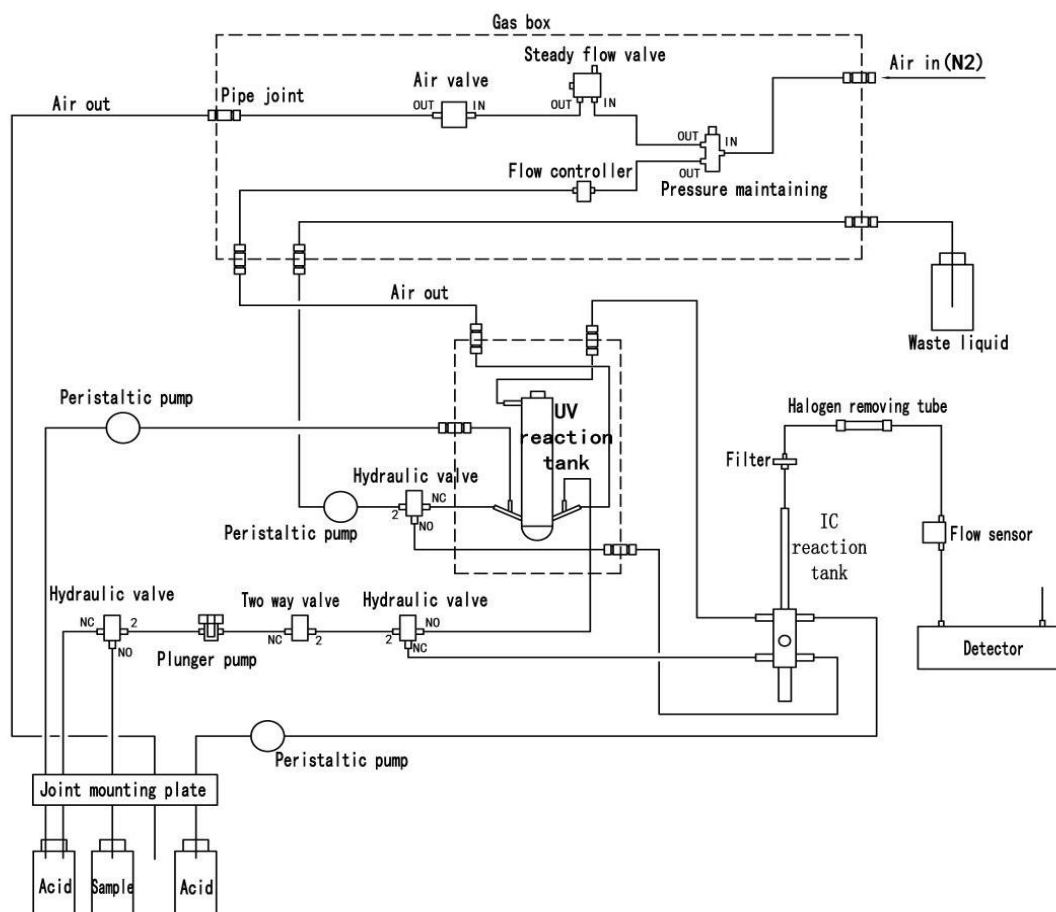 Gas box
Steady flow valve
Air in(N2)
Air valve
Pipe joint
Air out
OUT
IN
OUT
IN
OUT
IN
OUT
Flow controller
Pressure maintaining
Air out
Waste liquid
Peristaltic pump
UV
reaction
tank
Halogen removing tube
Filter
Hydraulic valve
NC
2
NO
Peristaltic pump
IC
reaction
tank
Flow sensor
Hydraulic valve
Two way valve
Hydraulic valve
NC
2
NO
NC
2
2
NO
NC
Plunger pump
Detector
Peristaltic pump
Joint mounting plate
Acid
Sample
Acid